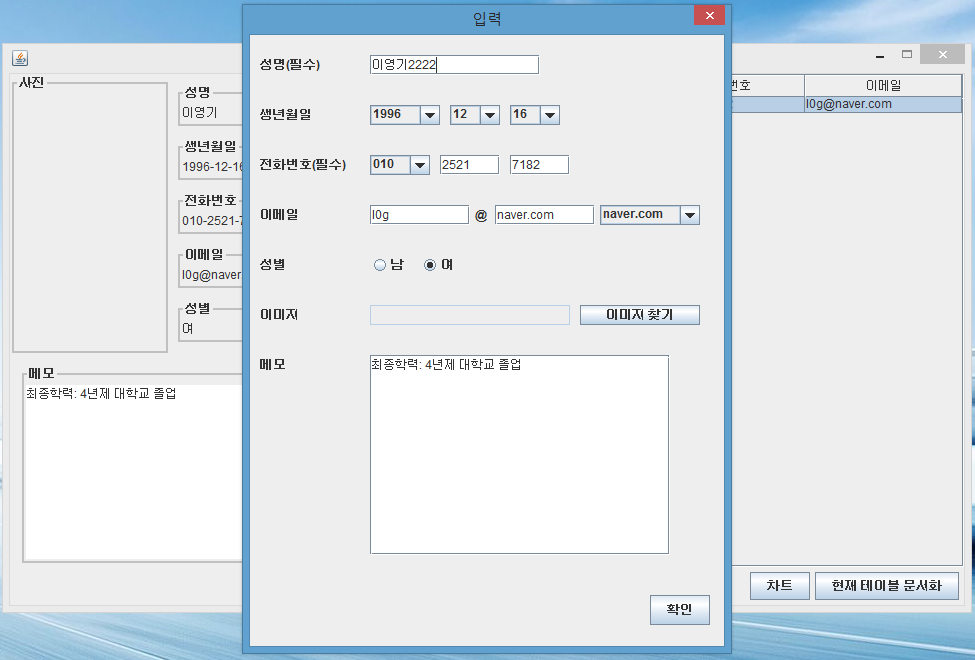 입력
성명(필수)
이영기2222
생년월일
1996
12
16
전화번호(필수)
010
2521
7182
이메일
l0g
@
naver.com
naver.com
성별
남
여
이미지
이미지 찾기
메모
최종학력: 4년제 대학교 졸업
확인
사진
성명
이영기
생년월일
1996-12-16
전화번호
010-2521-7
이메일
l0g@naver
성별
여
메모
최종학력: 4년제 대학교 졸업
번호
이메일
l0g@naver.com
차트
현재 테이블 문서화